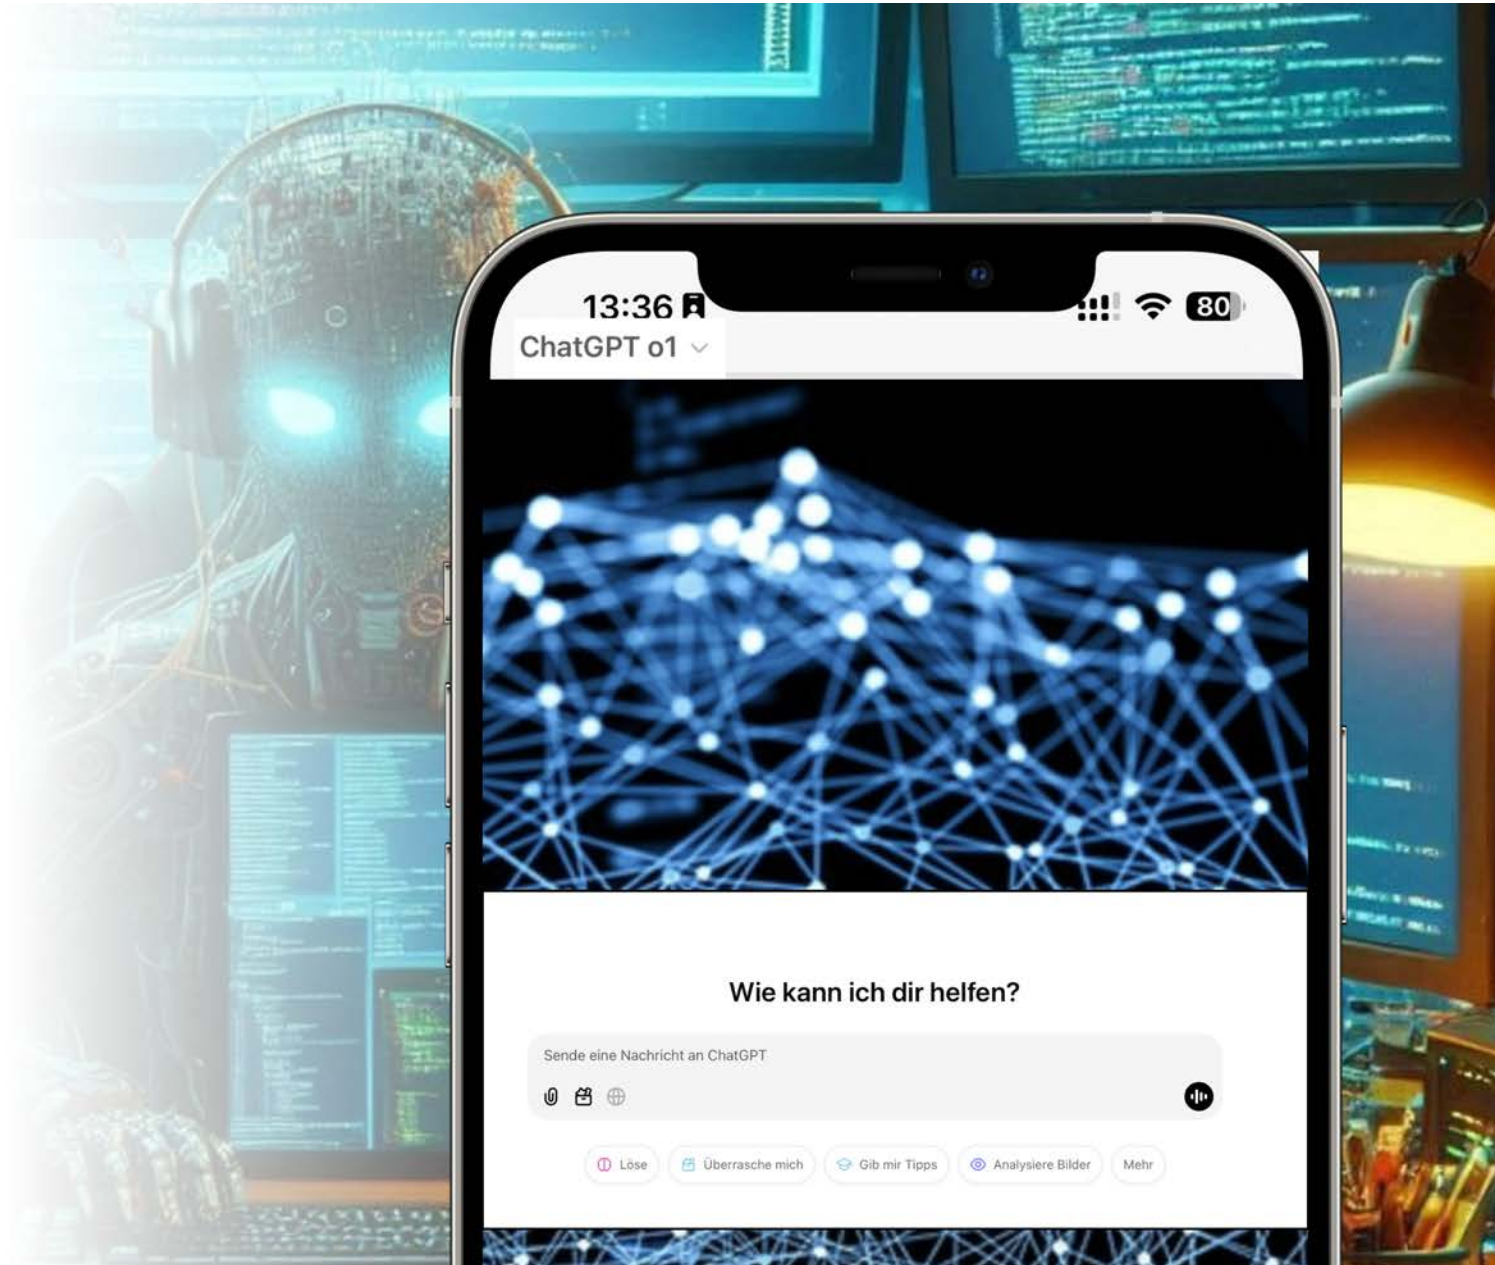 13:36
80
ChatGPT o1
Wie kann ich dir helfen?
Sende eine Nachricht an ChatGPT
Löse
Überrasche mich
Gib mir Tipps
Analysiere Bilder
Mehr